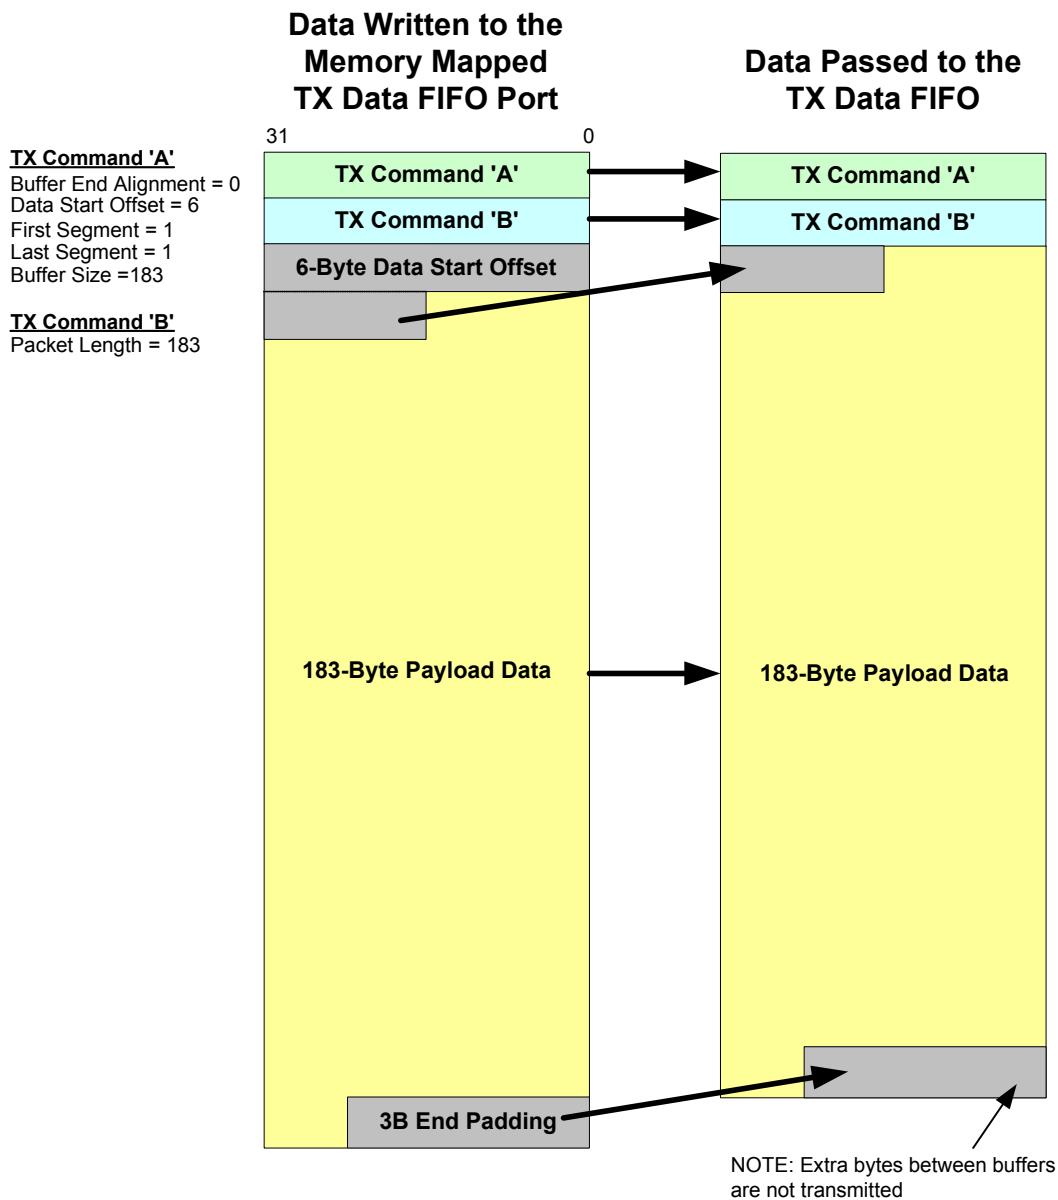 Data Written to the
Memory Mapped
TX Data FIFO Port
Data Passed to the
TX Data FIFO
31
0
TX Command 'A'
Buffer End Alignment = 0
Data Start Offset = 6
First Segment = 1
Last Segment = 1
Buffer Size =183
TX Command 'B'
Packet Length = 183
TX Command 'A'
TX Command 'B'
6-Byte Data Start Offset
183-Byte Payload Data
3B End Padding
TX Command 'A'
TX Command 'B'
183-Byte Payload Data
NOTE: Extra bytes between buffers
are not transmitted